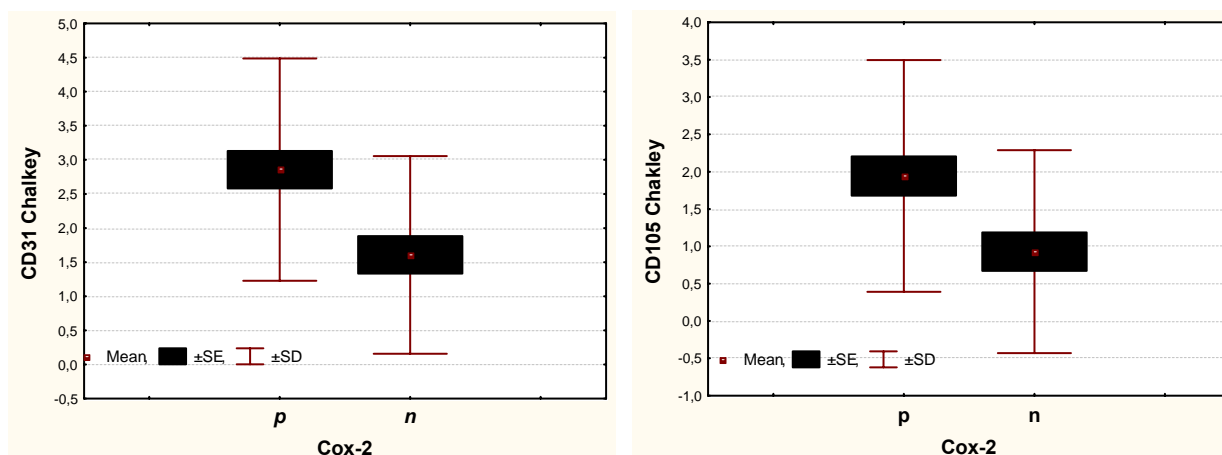 CD31 Chalkey
5,0
4,5
4,0
3,5
3,0
2,5
2,0
1,5
1,0
0,5
0,0
-0,5
Mean, ±SE, ±SD
p n
Cox-2
CD105 Chakley
4,0
3,5
3,0
2,5
2,0
1,5
1,0
0,5
0,0
-0,5
-1,0
Mean, ±SE, ±SD
p n
Cox-2